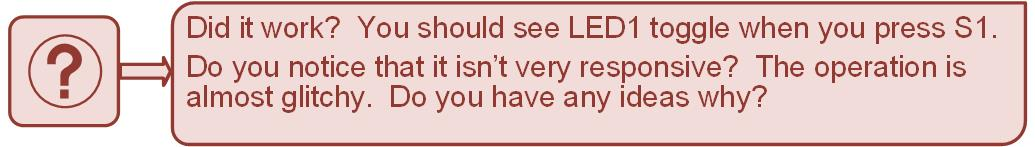 ?
Did it work?  You should see LED1 toggle when you press S1.
Do you notice that it isn’t very responsive?  The operation is
almost glitchy.  Do you have any ideas why?